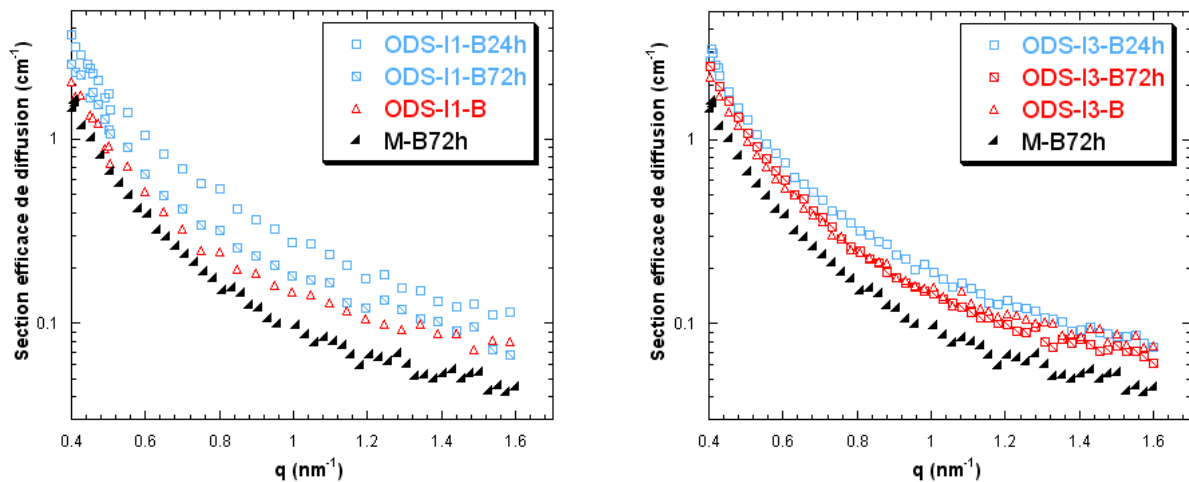 Section efficace de diffusion (cm-1)
1
0.1
ODS-I1-B24h
ODS-I1-B72h
ODS-I1-B
M-B72h
0.4 0.6 0.8 1 1.2 1.4 1.6
q (nm-1)
Section efficace de diffusion (cm-1)
1
0.1
ODS-I3-B24h
ODS-I3-B72h
ODS-I3-B
M-B72h
0.4 0.6 0.8 1 1.2 1.4 1.6
q (nm-1)